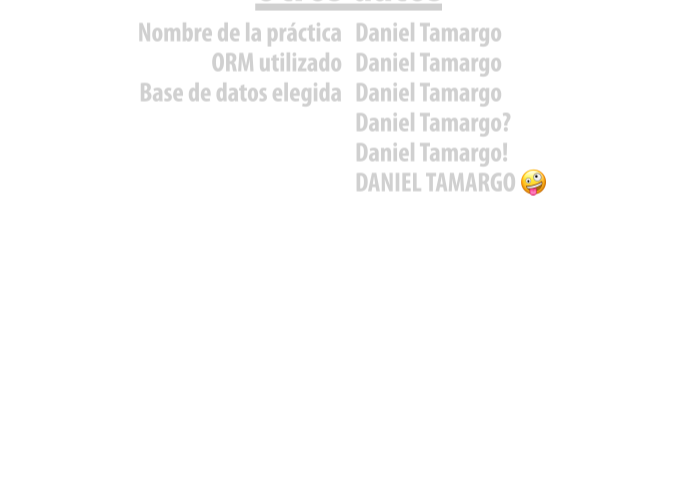 Nombre de la práctica Daniel Tamargo
ORM utilizado Daniel Tamargo
Base de datos elegida Daniel Tamargo
Daniel Tamargo?
Daniel Tamargo!
DANIEL TAMARGO 🤪